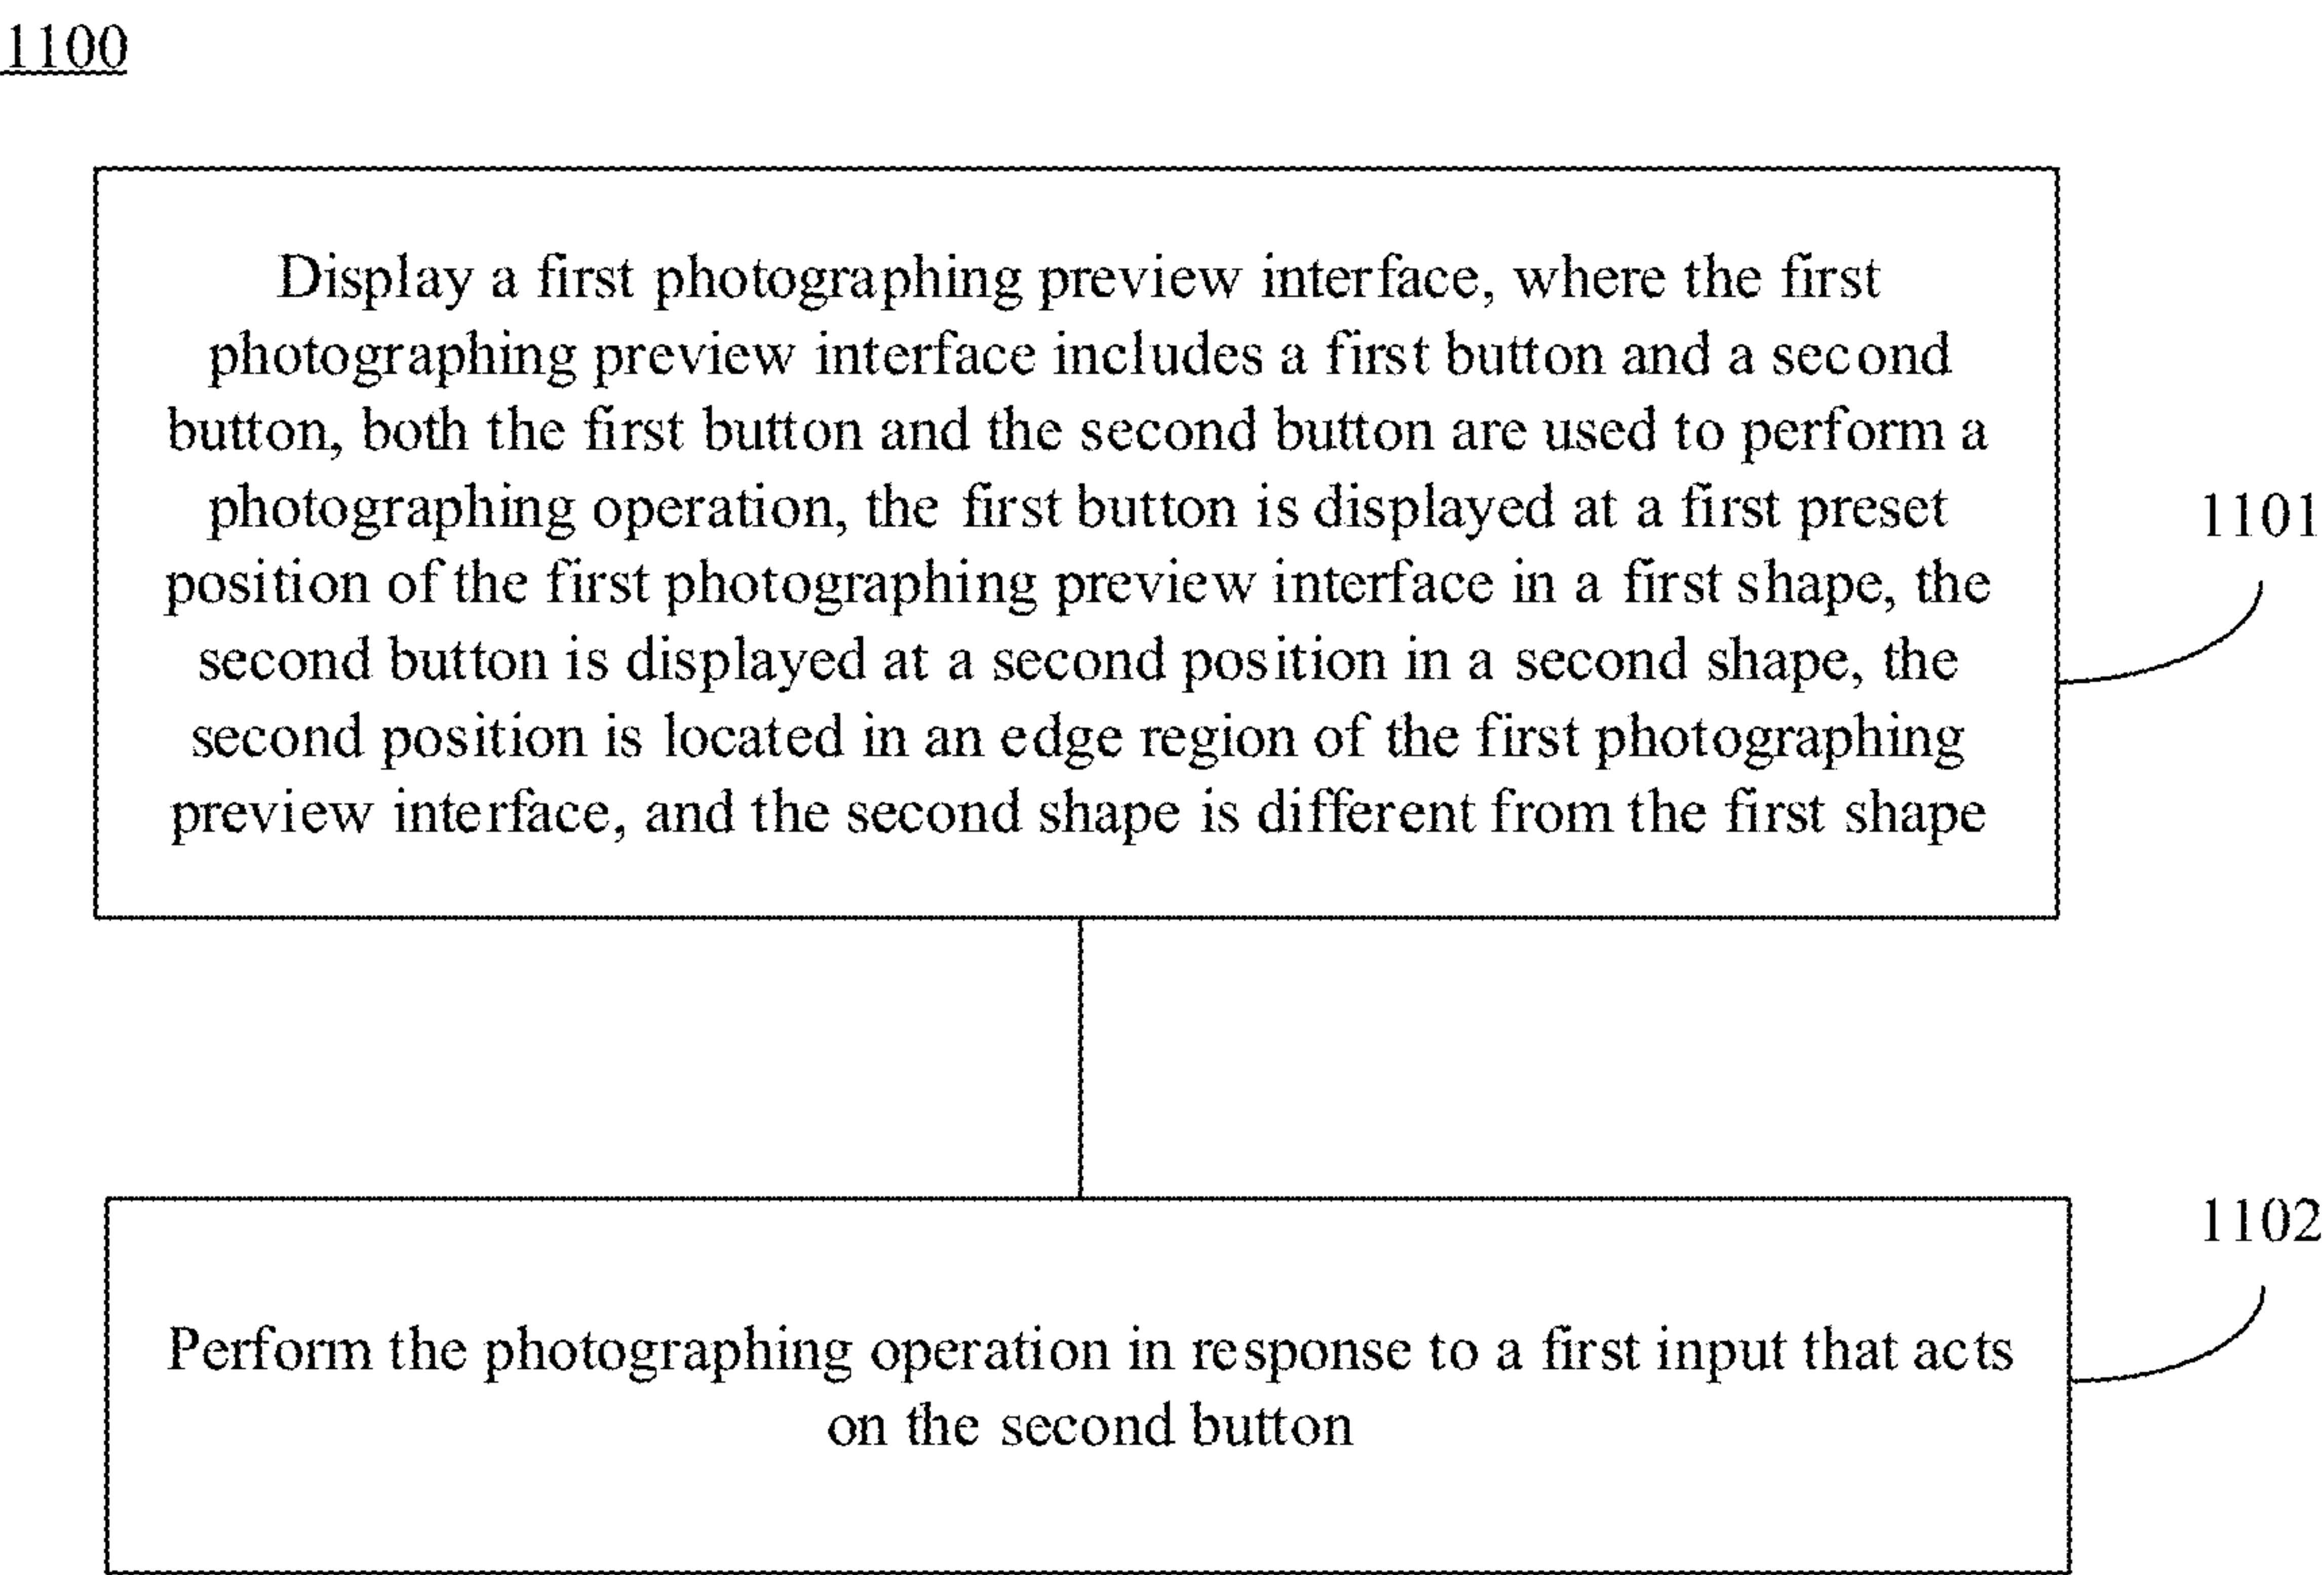 1100
Display a first photographing preview interface, where the first
photographing preview interface includes a first button and a second
button, both the first button and the second button are used to perform a
photographing operation, the first button is displayed at a first preset
position of the first photographing preview interface in a first shape, the
second button is displayed at a second position in a second shape, the
second position is located in an edge region of the first photographing
preview interface, and the second shape is different from the first shape
1101
1102
Perform the photographing operation in response to a first input that acts
on the second button